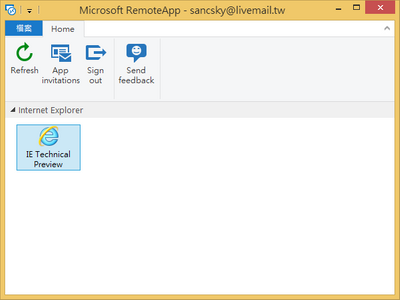 Microsoft RemoteApp - sancsky@livemail.tw
檔案 Home
Refresh App invitations Sign out Send feedback
Internet Explorer
IE Technical
Preview